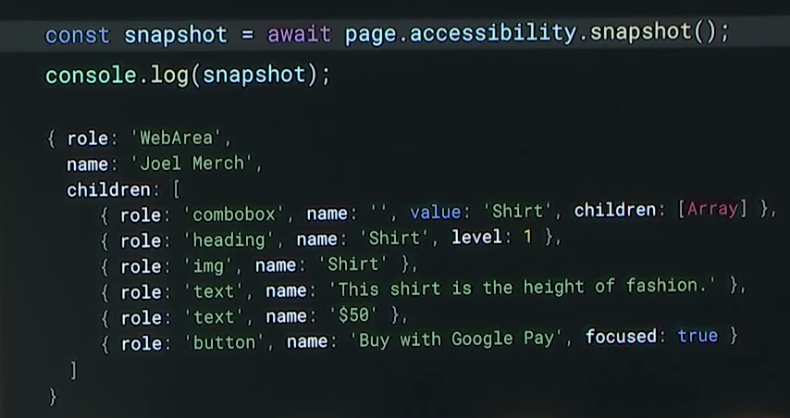 const snapshot = await page.accessibility.snapshot();
console.log(snapshot);
{ role: 'WebArea',
name: 'Joel Merch',
children: [
{ role: 'combobox', name: '', value: 'Shirt', children: [Array] },
{ role: 'heading', name: 'Shirt', level: 1 },
{ role: 'img', name: 'Shirt' },
{ role: 'text', name: 'This shirt is the height of fashion.' },
{ role: 'text', name: '$50' },
{ role: 'button', name: 'Buy with Google Pay', focused: true }
]
}